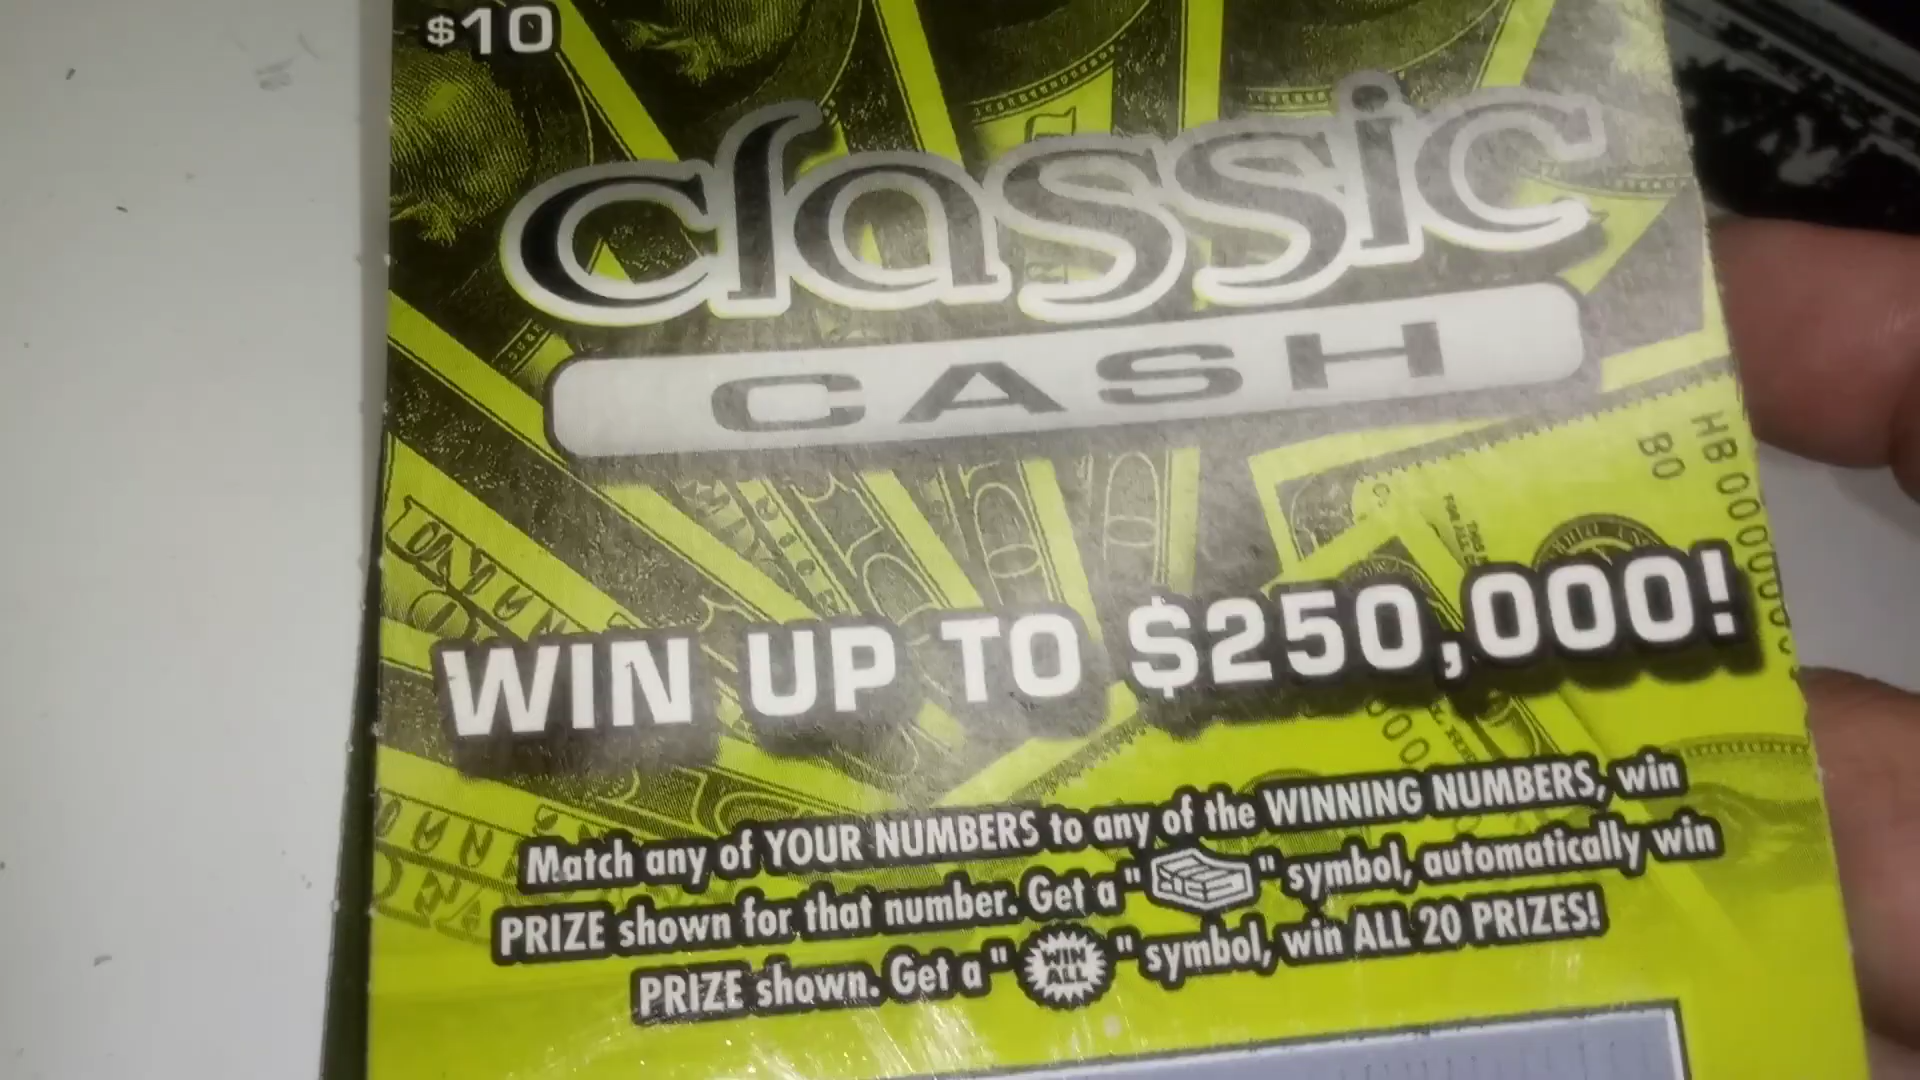 $10
classic
CASH
HB00000000
B0
WIN UP TO $250,000!
Match any of YOUR NUMBERS to any of the WINNING NUMBERS, win
PRIZE shown for that number. Get a " " symbol, automatically win
PRIZE shown. Get a " WIN ALL " symbol, win ALL 20 PRIZES!